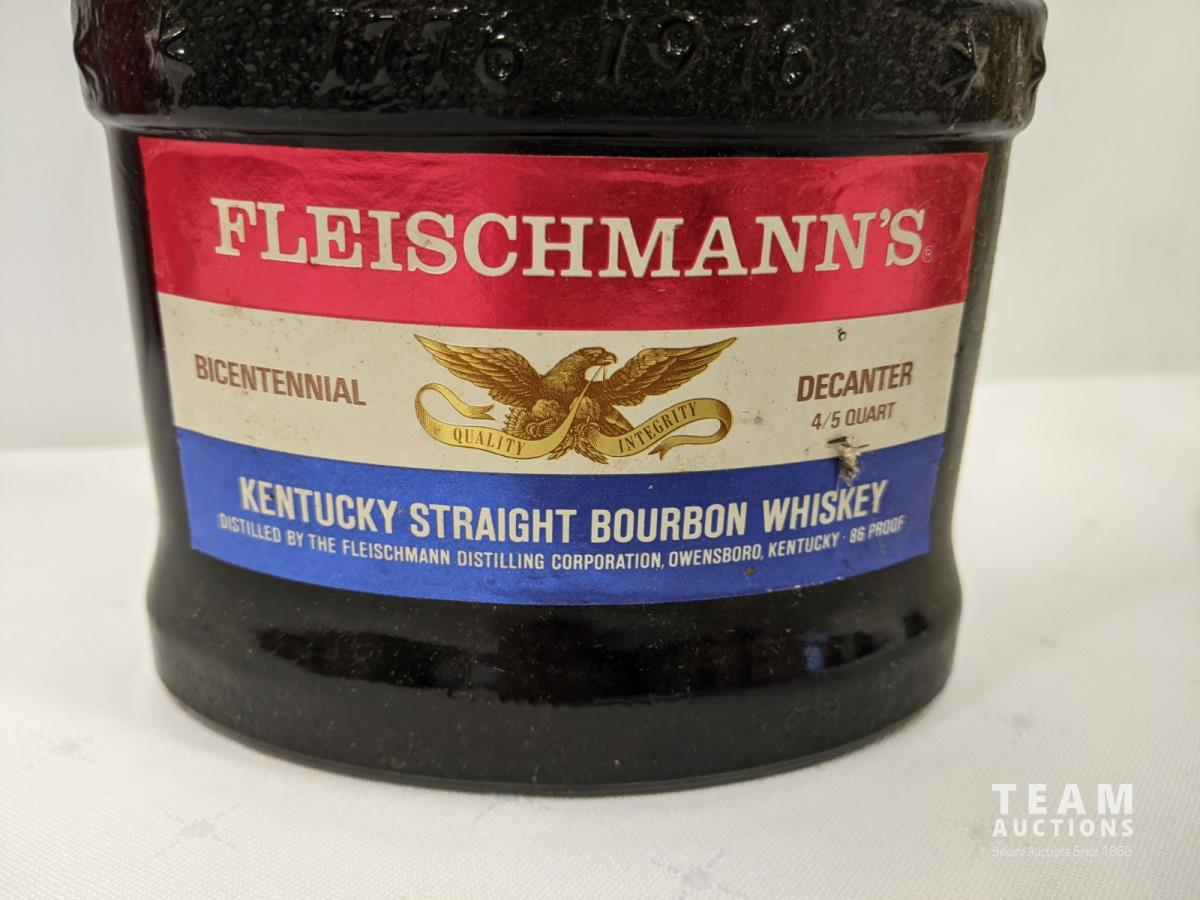 1776 1976
FLEISCHMANN'S®
BICENTENNIAL
DECANTER
4/5 QUART
QUALITY INTEGRITY
KENTUCKY STRAIGHT BOURBON WHISKEY
DISTILLED BY THE FLEISCHMANN DISTILLING CORPORATION, OWENSBORO, KENTUCKY · 86 PROOF
TEAM
AUCTIONS
Sekura Auctions Since 1966